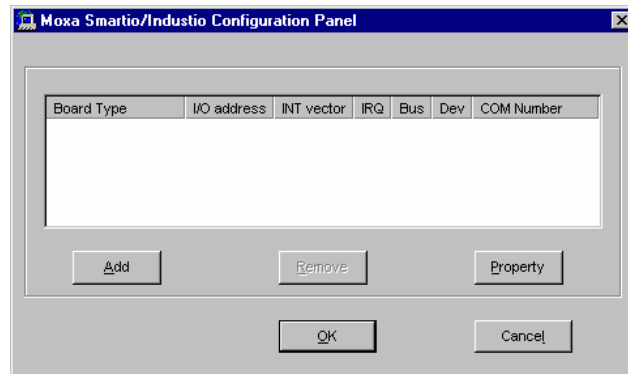 Moxa Smartio/Industio Configuration Panel
Board Type I/O address INT vector IRQ Bus Dev COM Number
Add Remove Property
OK Cancel